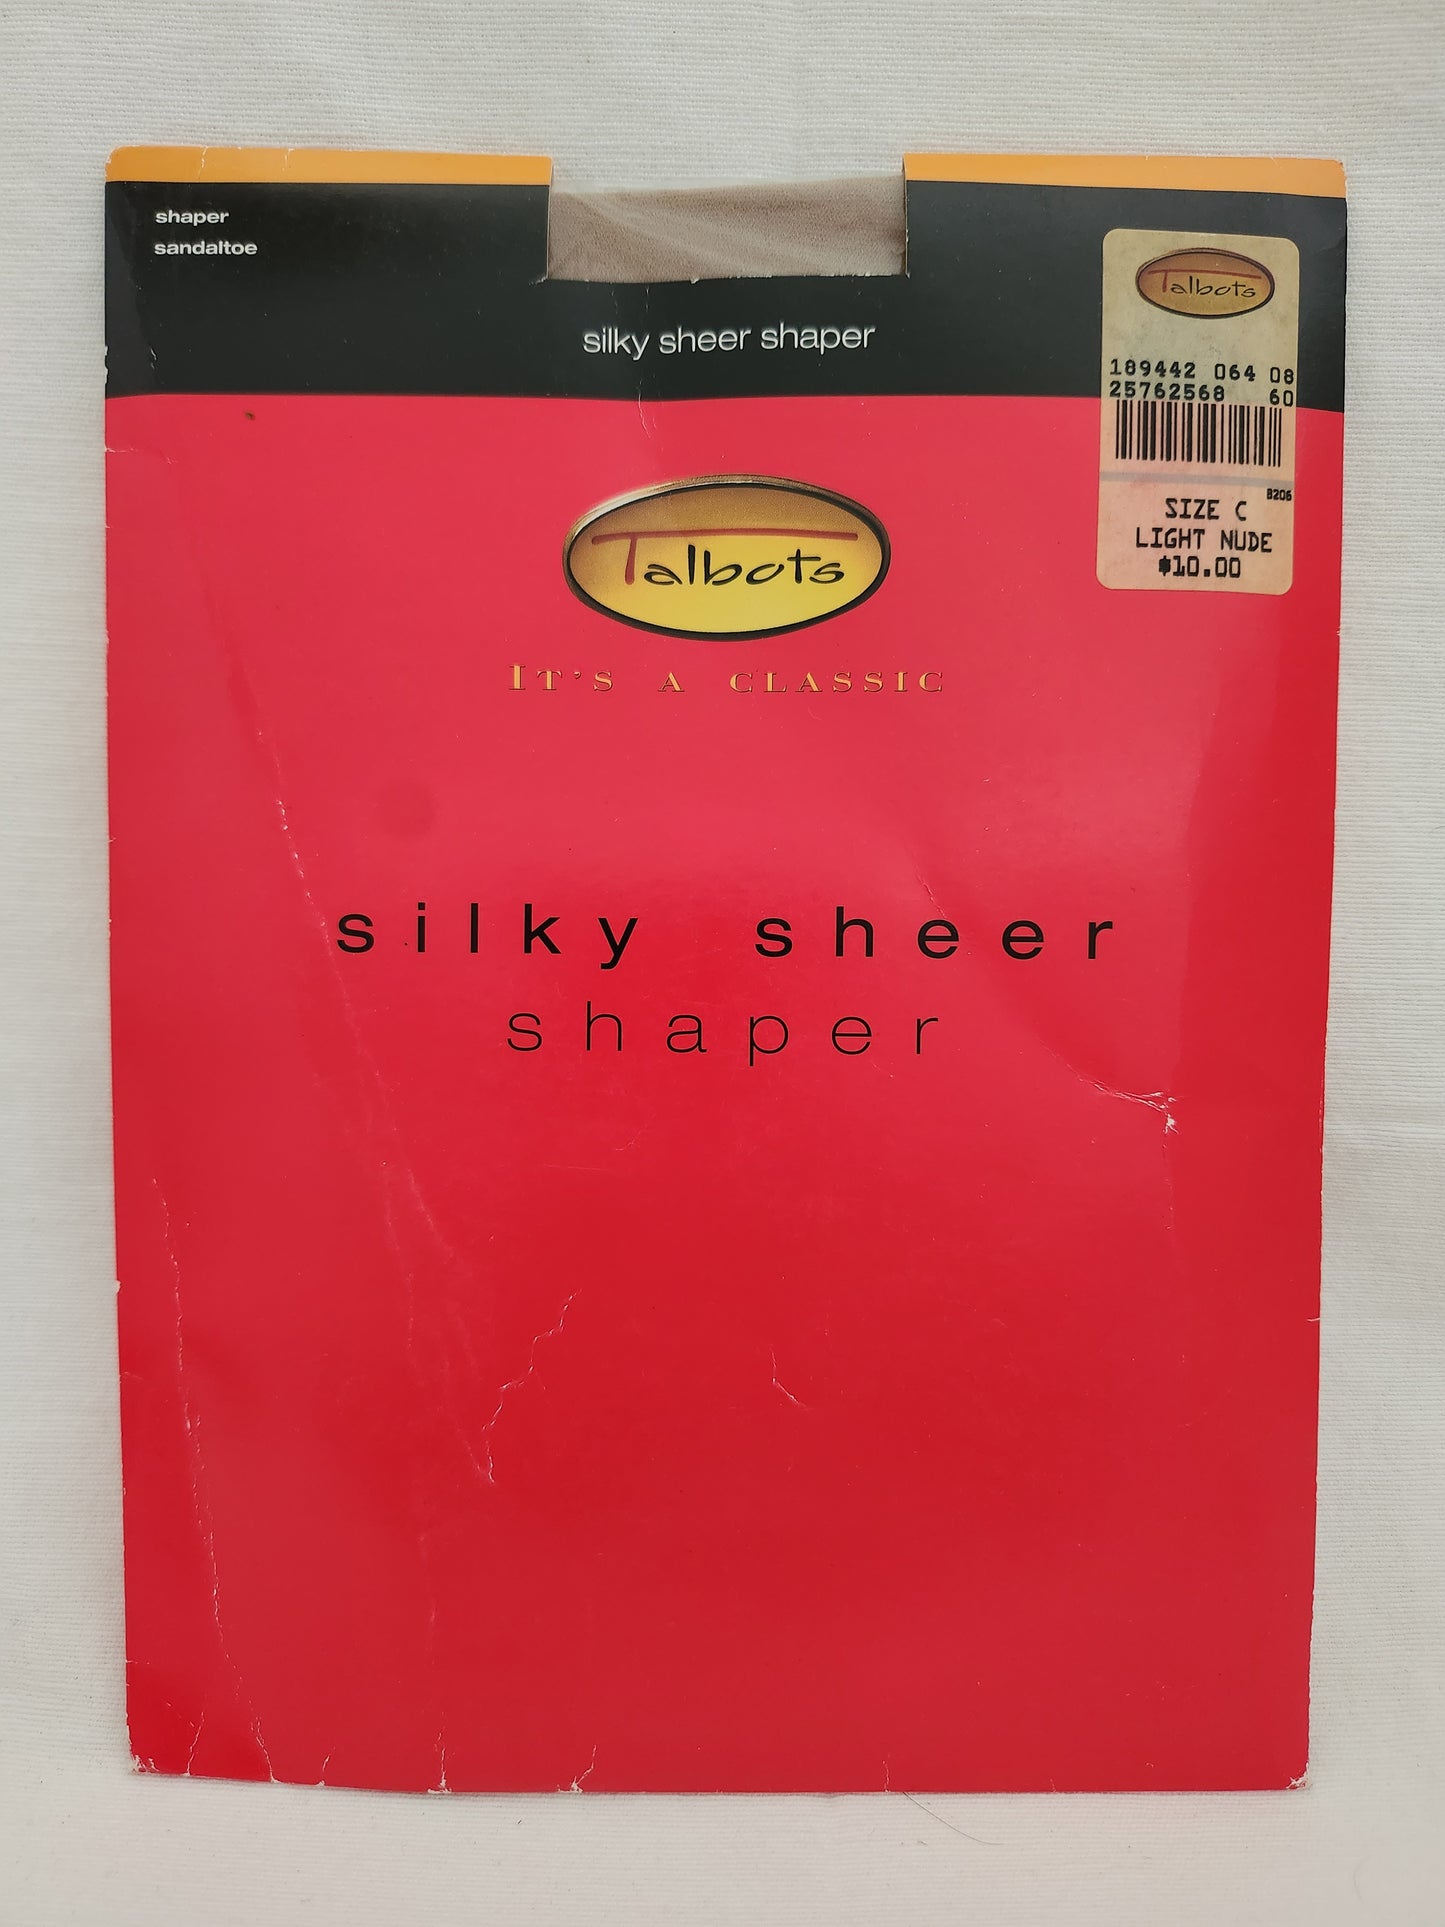 shaper
sandaltoe
silky sheer shaper
Talbots
189442 064 08
25762568 60
B206
SIZE C
LIGHT NUDE
$10.00
Talbots
IT'S A CLASSIC
silky sheer
shaper